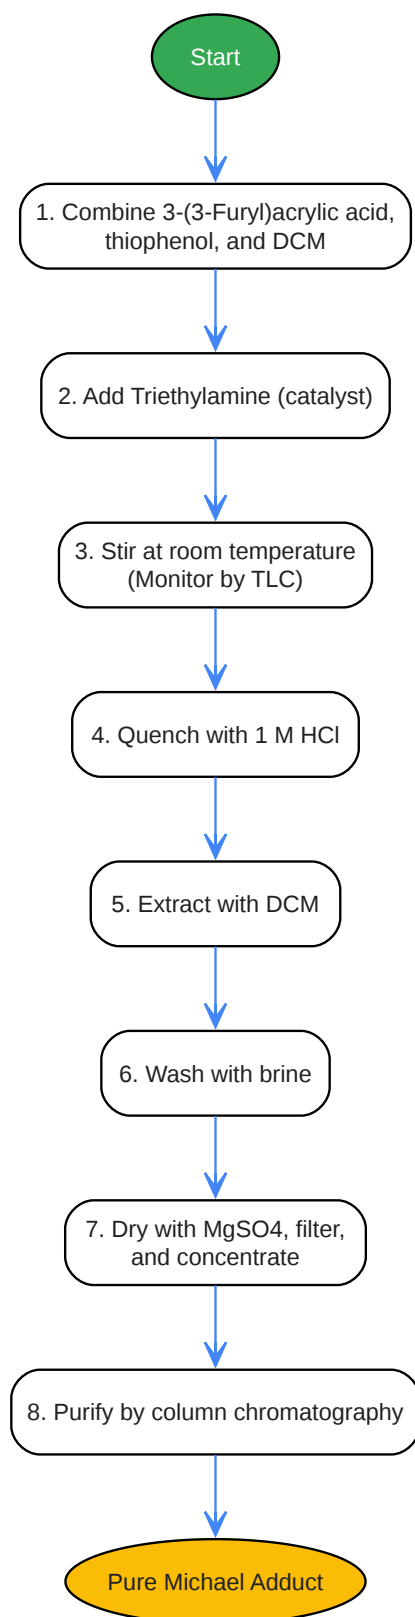 Start
1. Combine 3-(3-Furyl)acrylic acid,
thiophenol, and DCM
2. Add Triethylamine (catalyst)
3. Stir at room temperature
(Monitor by TLC)
4. Quench with 1 M HCl
5. Extract with DCM
6. Wash with brine
7. Dry with MgSO4, filter,
and concentrate
8. Purify by column chromatography
Pure Michael Adduct